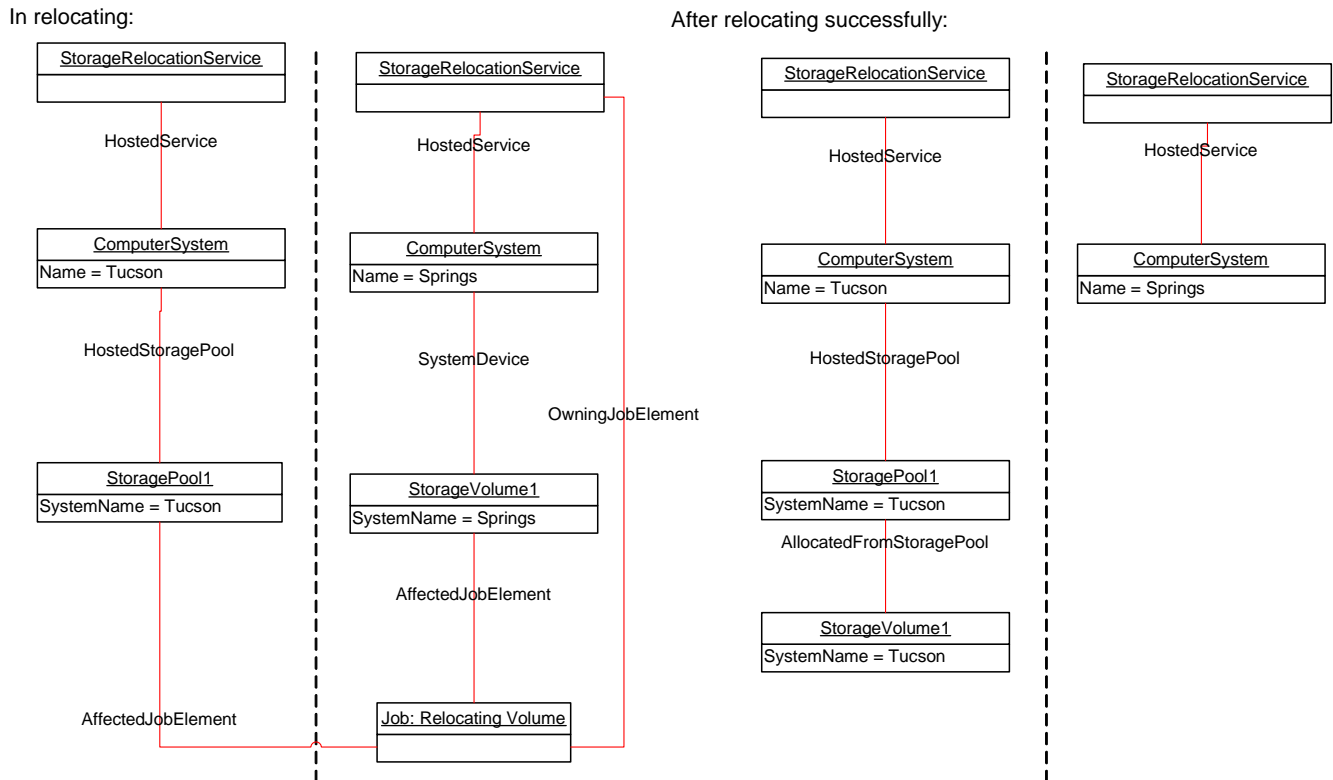 In relocating:
StorageRelocationService
HostedService
ComputerSystem
Name = Tucson
HostedStoragePool
StoragePool1
SystemName = Tucson
AffectedJobElement
StorageRelocationService
HostedService
ComputerSystem
Name = Springs
SystemDevice
OwningJobElement
StorageVolume1
SystemName = Springs
AffectedJobElement
Job: Relocating Volume
After relocating successfully:
StorageRelocationService
HostedService
ComputerSystem
Name = Tucson
HostedStoragePool
StoragePool1
SystemName = Tucson
AllocatedFromStoragePool
StorageVolume1
SystemName = Tucson
StorageRelocationService
HostedService
ComputerSystem
Name = Springs